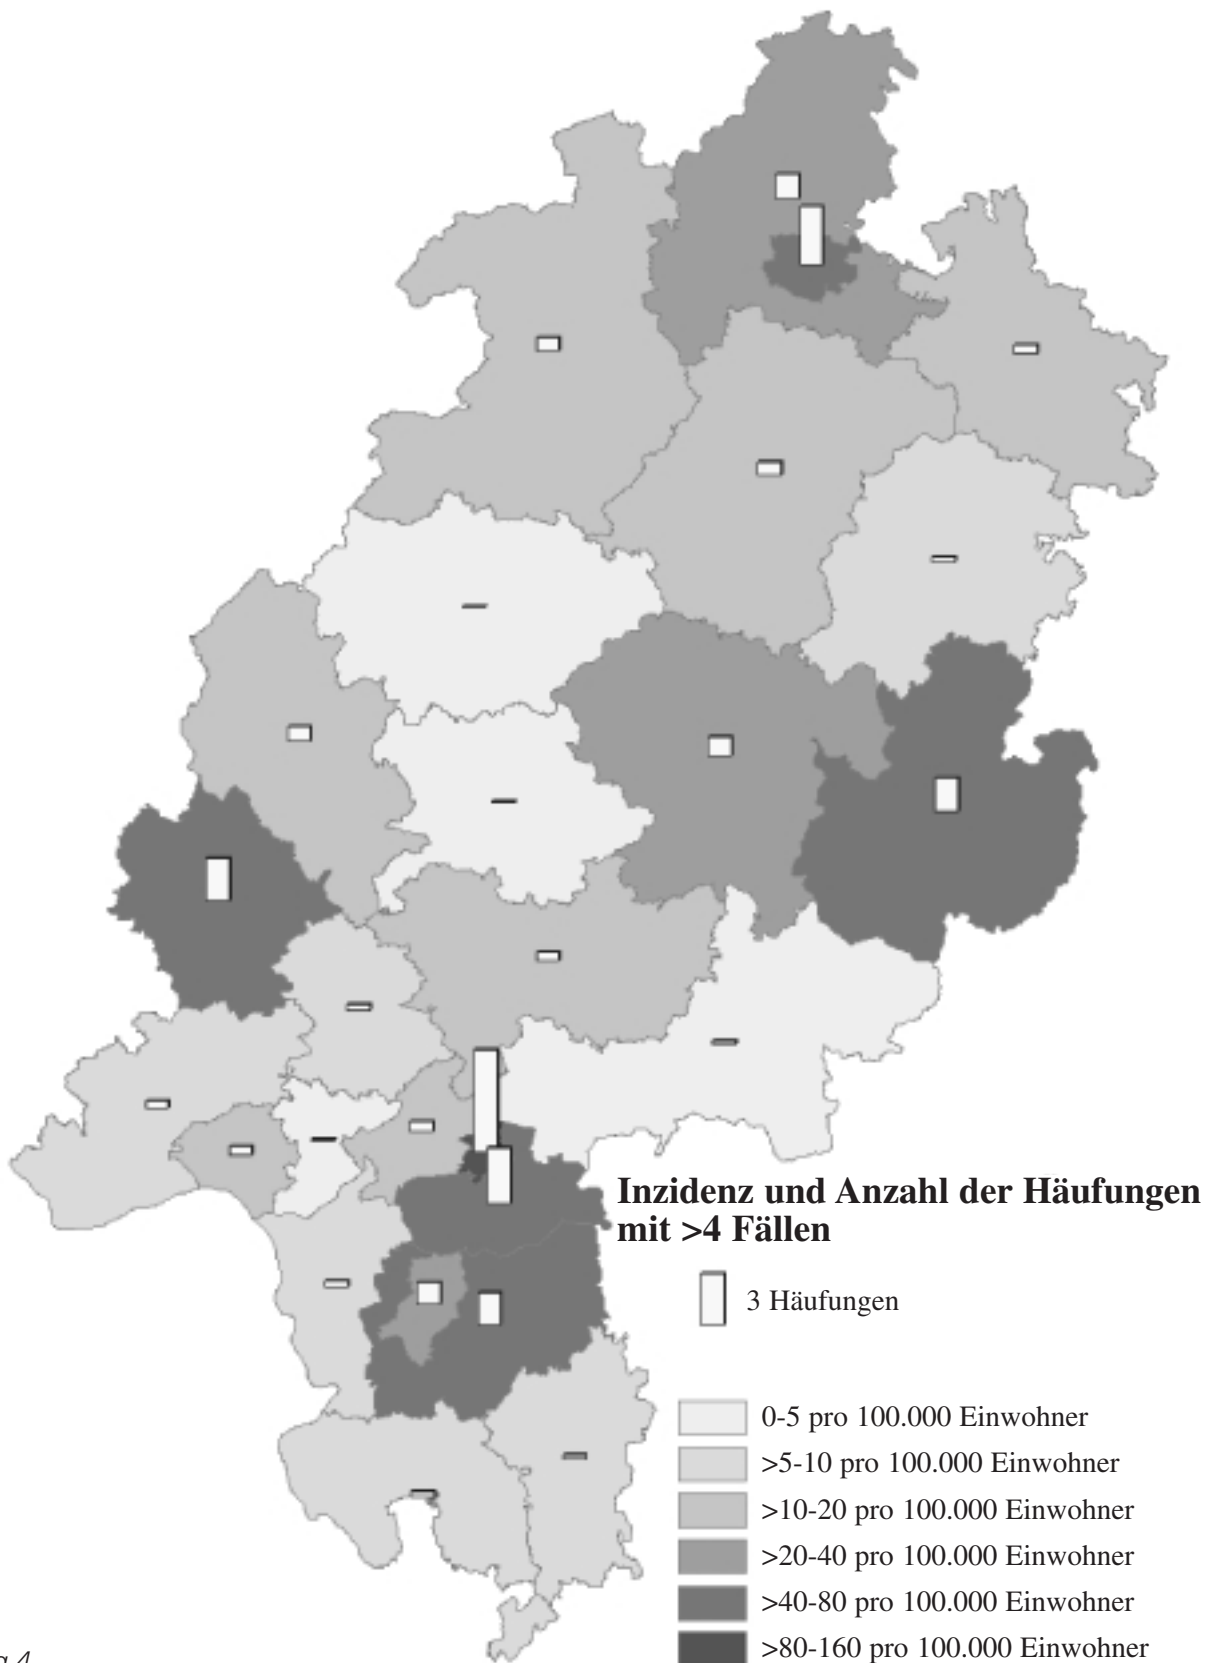 Inzidenz und Anzahl der Häufungen
mit >4 Fällen
3 Häufungen
0-5 pro 100.000 Einwohner
>5-10 pro 100.000 Einwohner
>10-20 pro 100.000 Einwohner
>20-40 pro 100.000 Einwohner
>40-80 pro 100.000 Einwohner
>80-160 pro 100.000 Einwohner